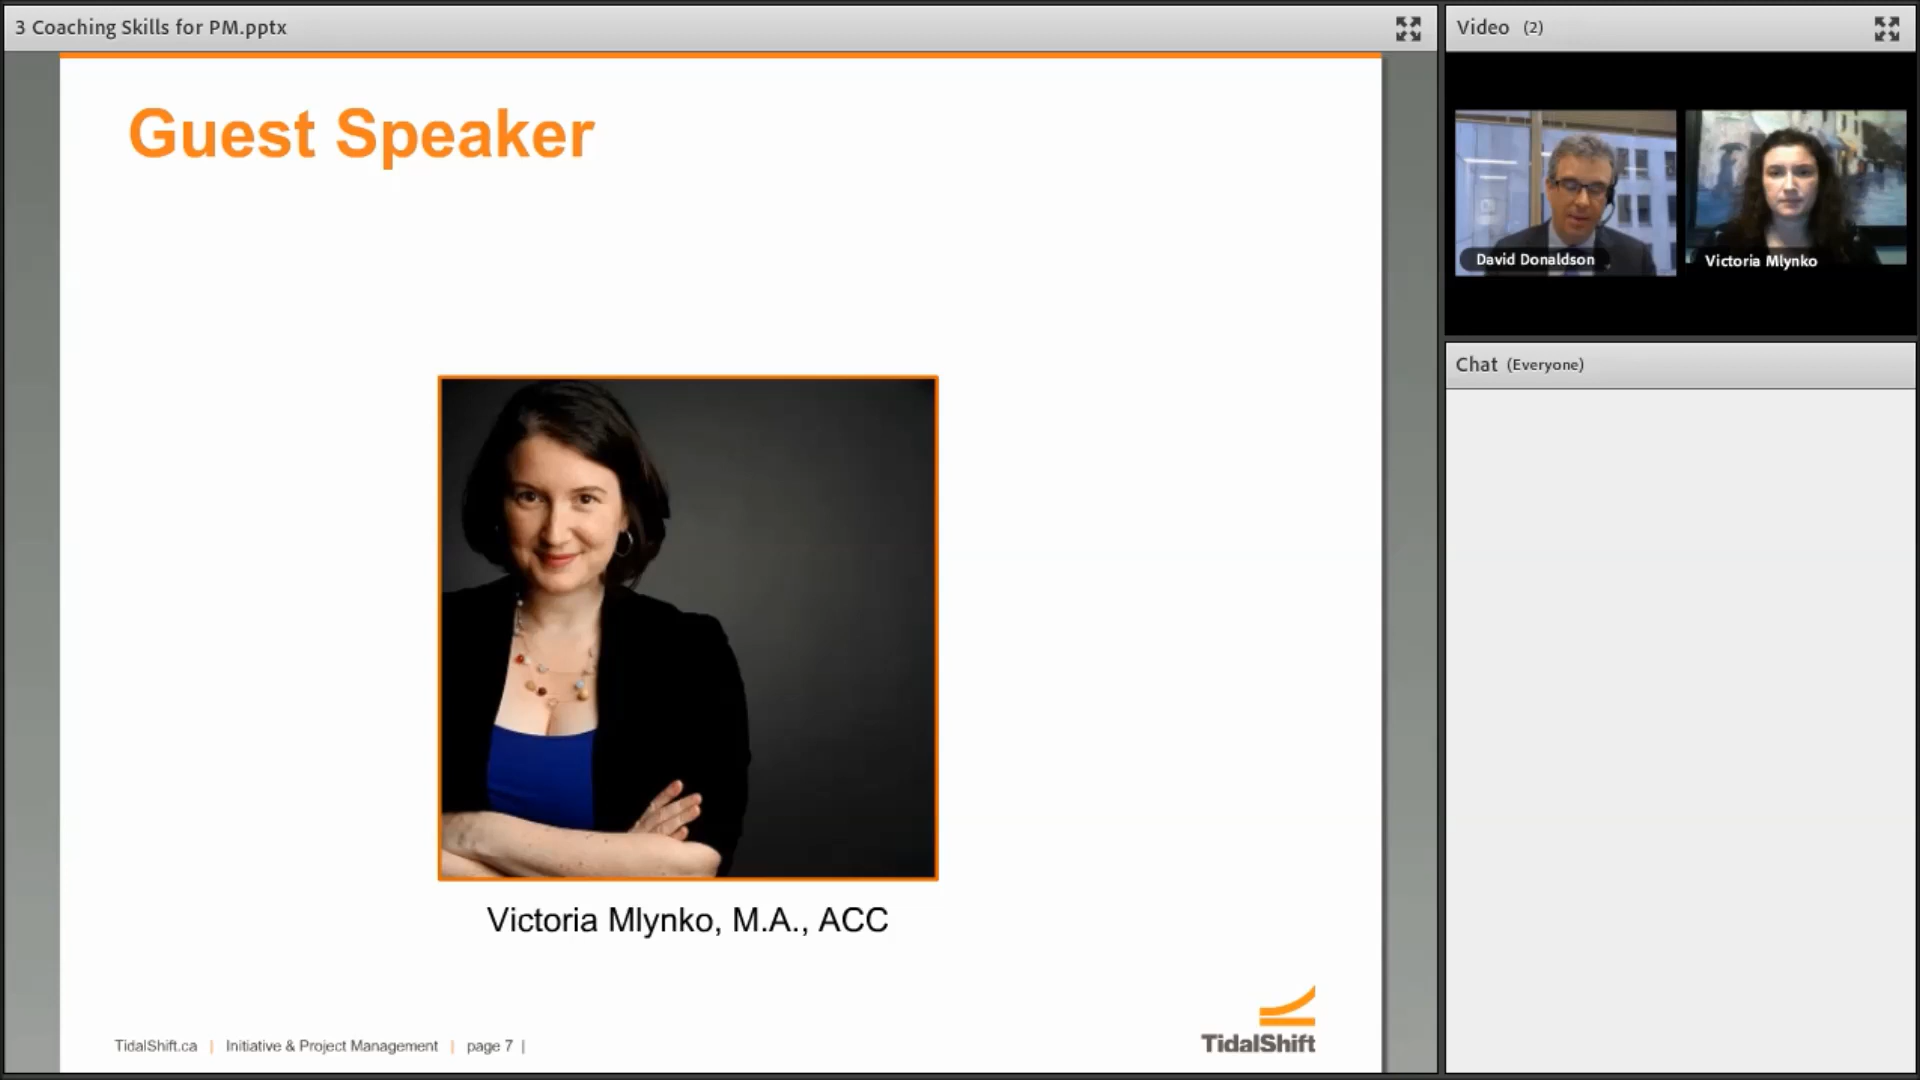 3 Coaching Skills for PM.pptx
Guest Speaker
Victoria Mlynko, M.A., ACC
TidalShift.ca | Initiative & Project Management | page 7 |
TidalShift
Video (2)
David Donaldson
Victoria Mlynko
Chat (Everyone)